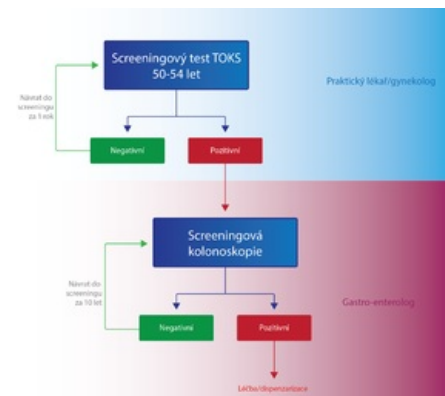 Screeningový test TOKS
50-54 let
Praktický lékař/gynekolog
Návrat do
screeningu
za 1 rok
Negativní
Pozitivní
Screeningová
kolonoskopie
Návrat do
screeningu
za 10 let
Gastro-enterolog
Negativní
Pozitivní
Léčba/dispenzarizace